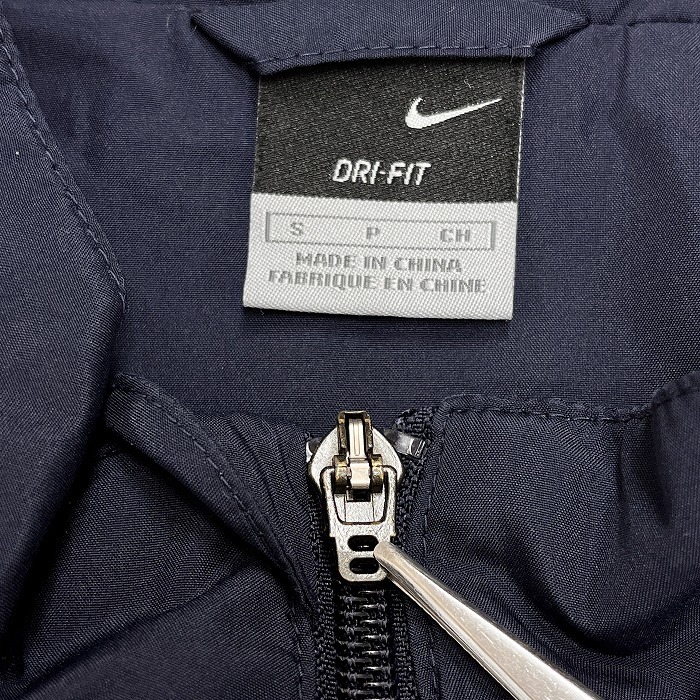 DRI-FIT
S P CH
MADE IN CHINA
FABRIQUE EN CHINE